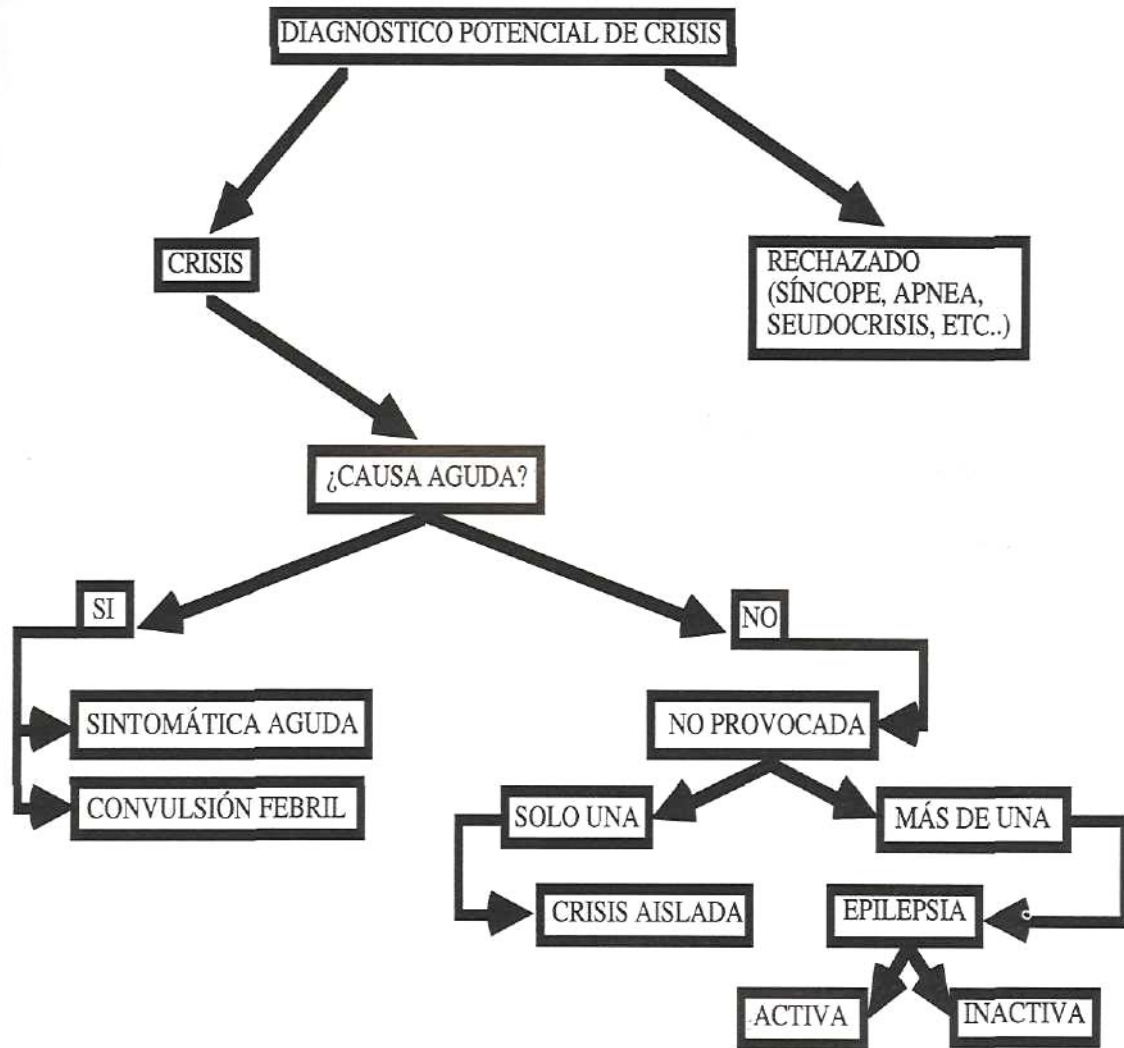 DIAGNOSTICO POTENCIAL DE CRISIS
CRISIS
RECHAZADO
(SÍNCOPE, APNEA,
SEUDOCRISIS, ETC..)
¿CAUSA AGUDA?
SI
NO
SINTOMÁTICA AGUDA
NO PROVOCADA
CONVULSIÓN FEBRIL
SOLO UNA
MÁS DE UNA
CRISIS AISLADA
EPILEPSIA
ACTIVA
INACTIVA